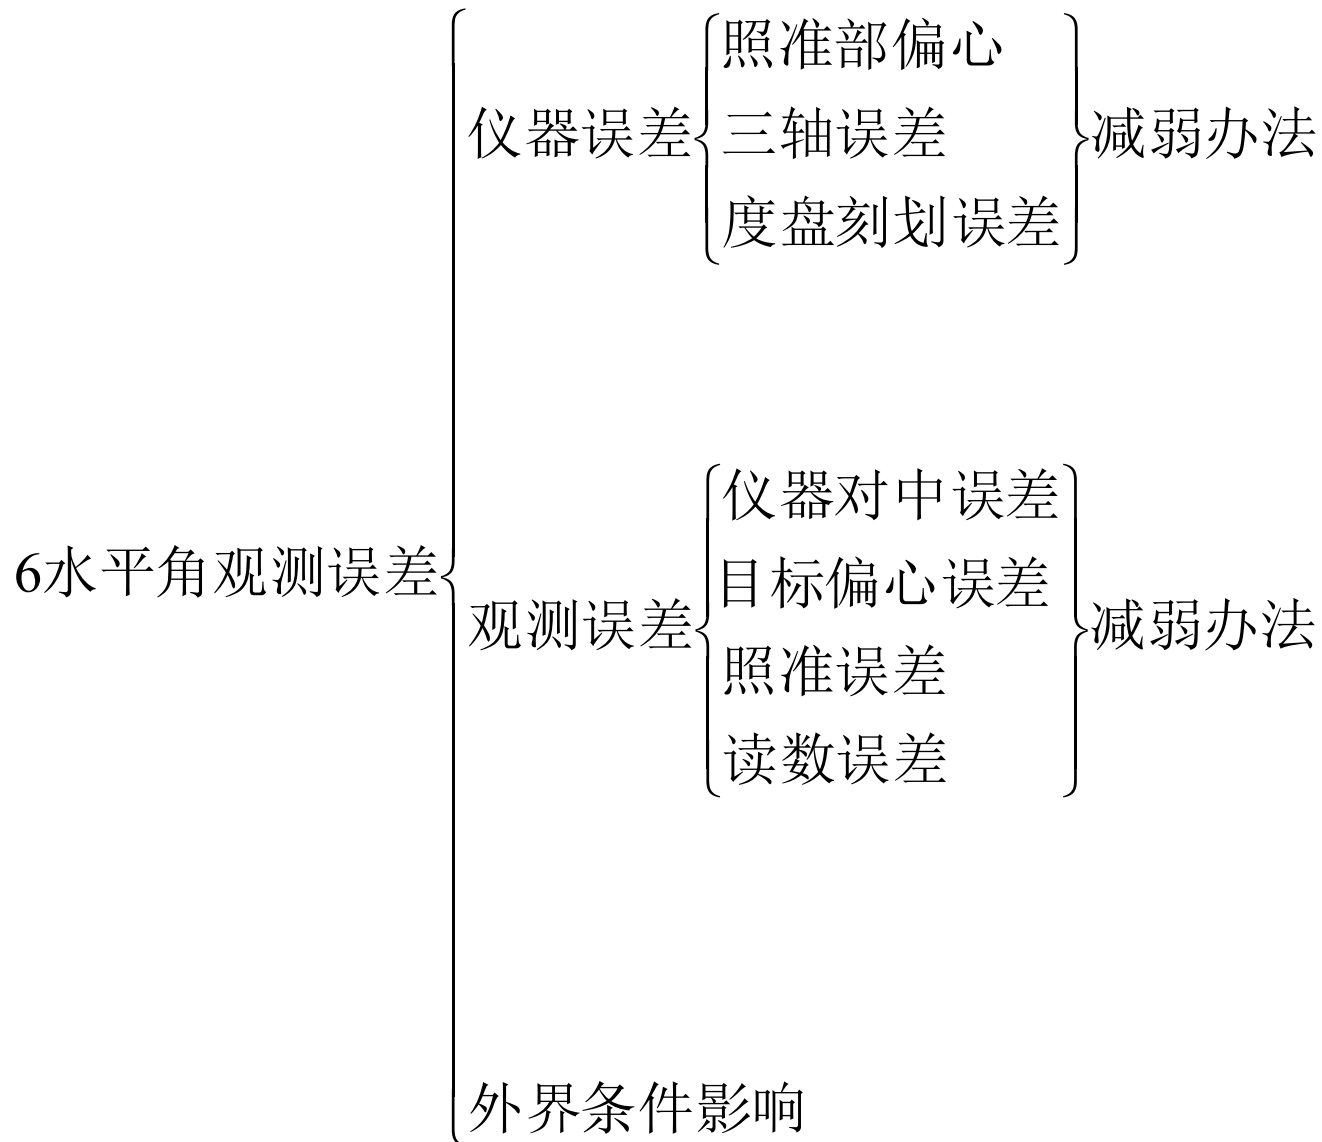 6水平角观测误差
仪器误差
照准部偏心
三轴误差
度盘刻划误差
减弱办法
观测误差
仪器对中误差
目标偏心误差
照准误差
读数误差
减弱办法
外界条件影响